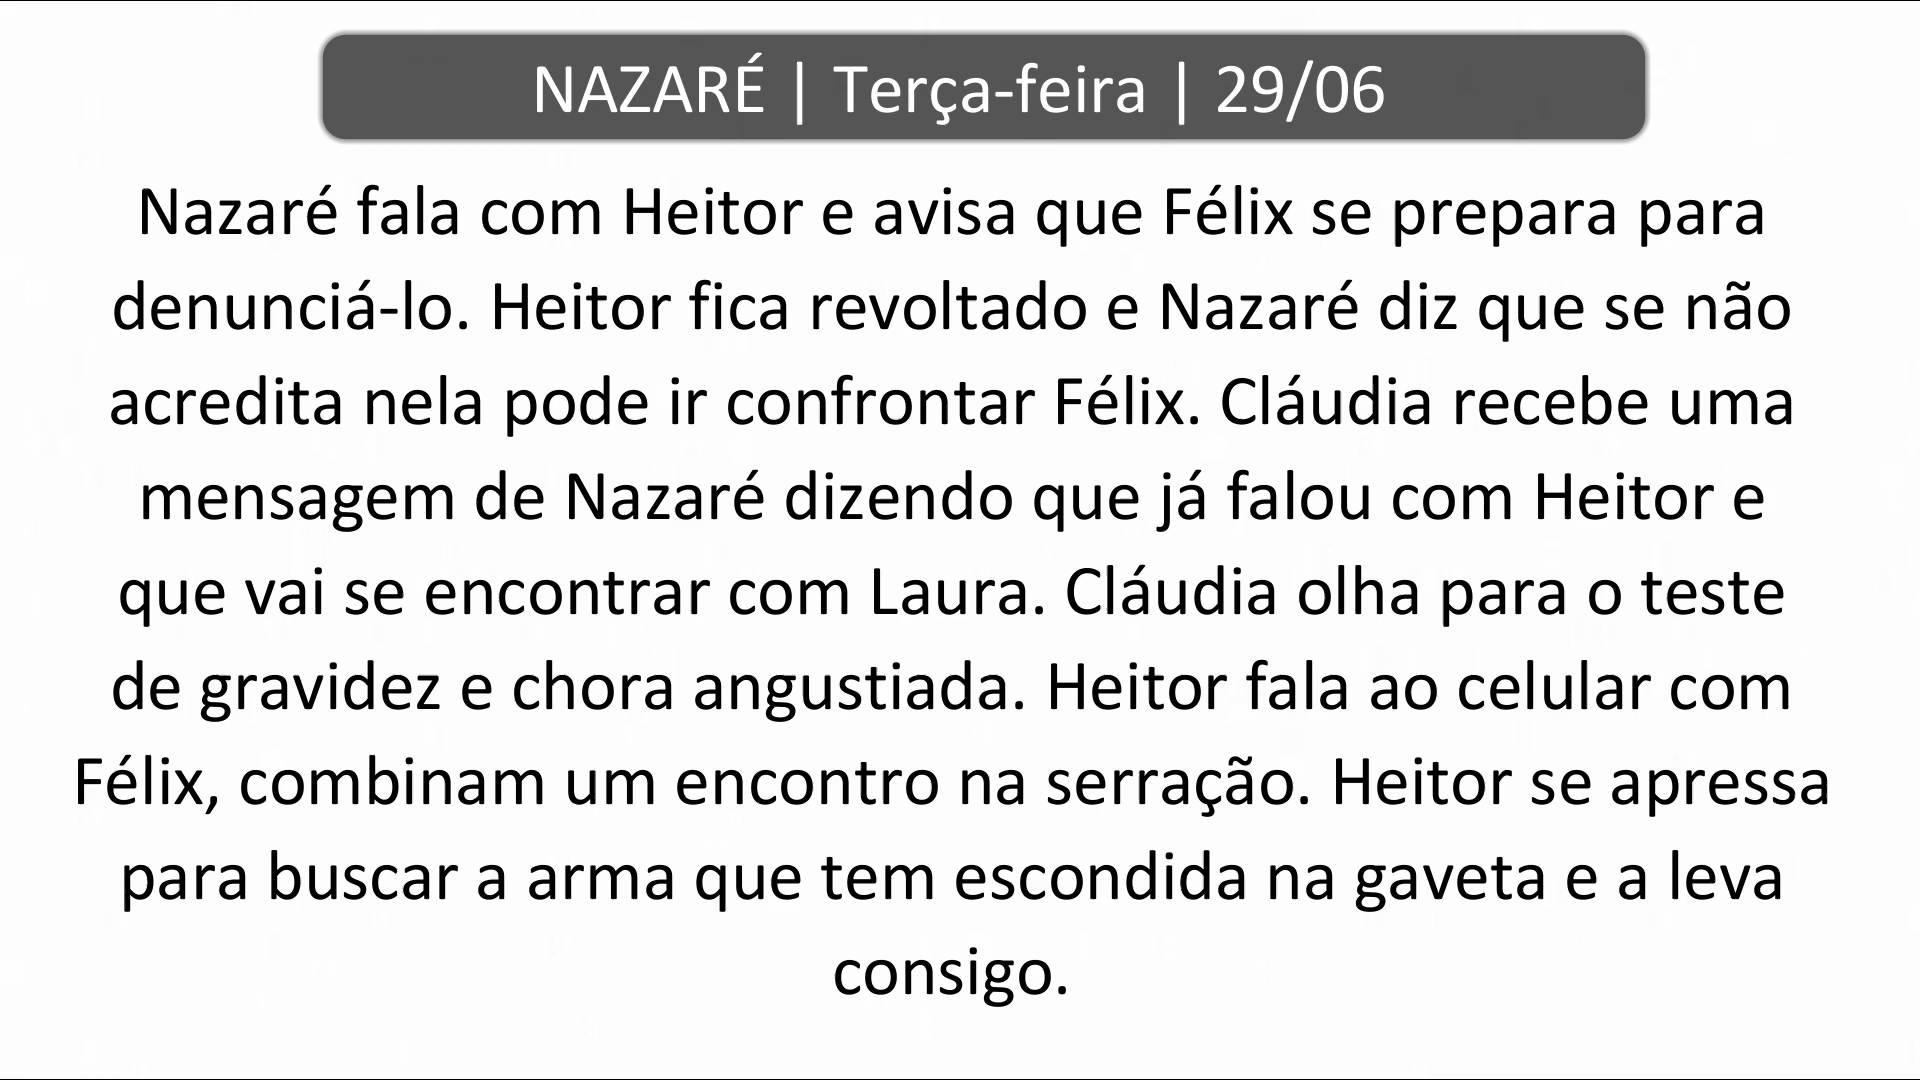 NAZARÉ | Terça-feira | 29/06
Nazaré fala com Heitor e avisa que Félix se prepara para
denunciá-lo. Heitor fica revoltado e Nazaré diz que se não
acredita nela pode ir confrontar Félix. Cláudia recebe uma
mensagem de Nazaré dizendo que já falou com Heitor e
que vai se encontrar com Laura. Cláudia olha para o teste
de gravidez e chora angustiada. Heitor fala ao celular com
Félix, combinam um encontro na serração. Heitor se apressa
para buscar a arma que tem escondida na gaveta e a leva
consigo.